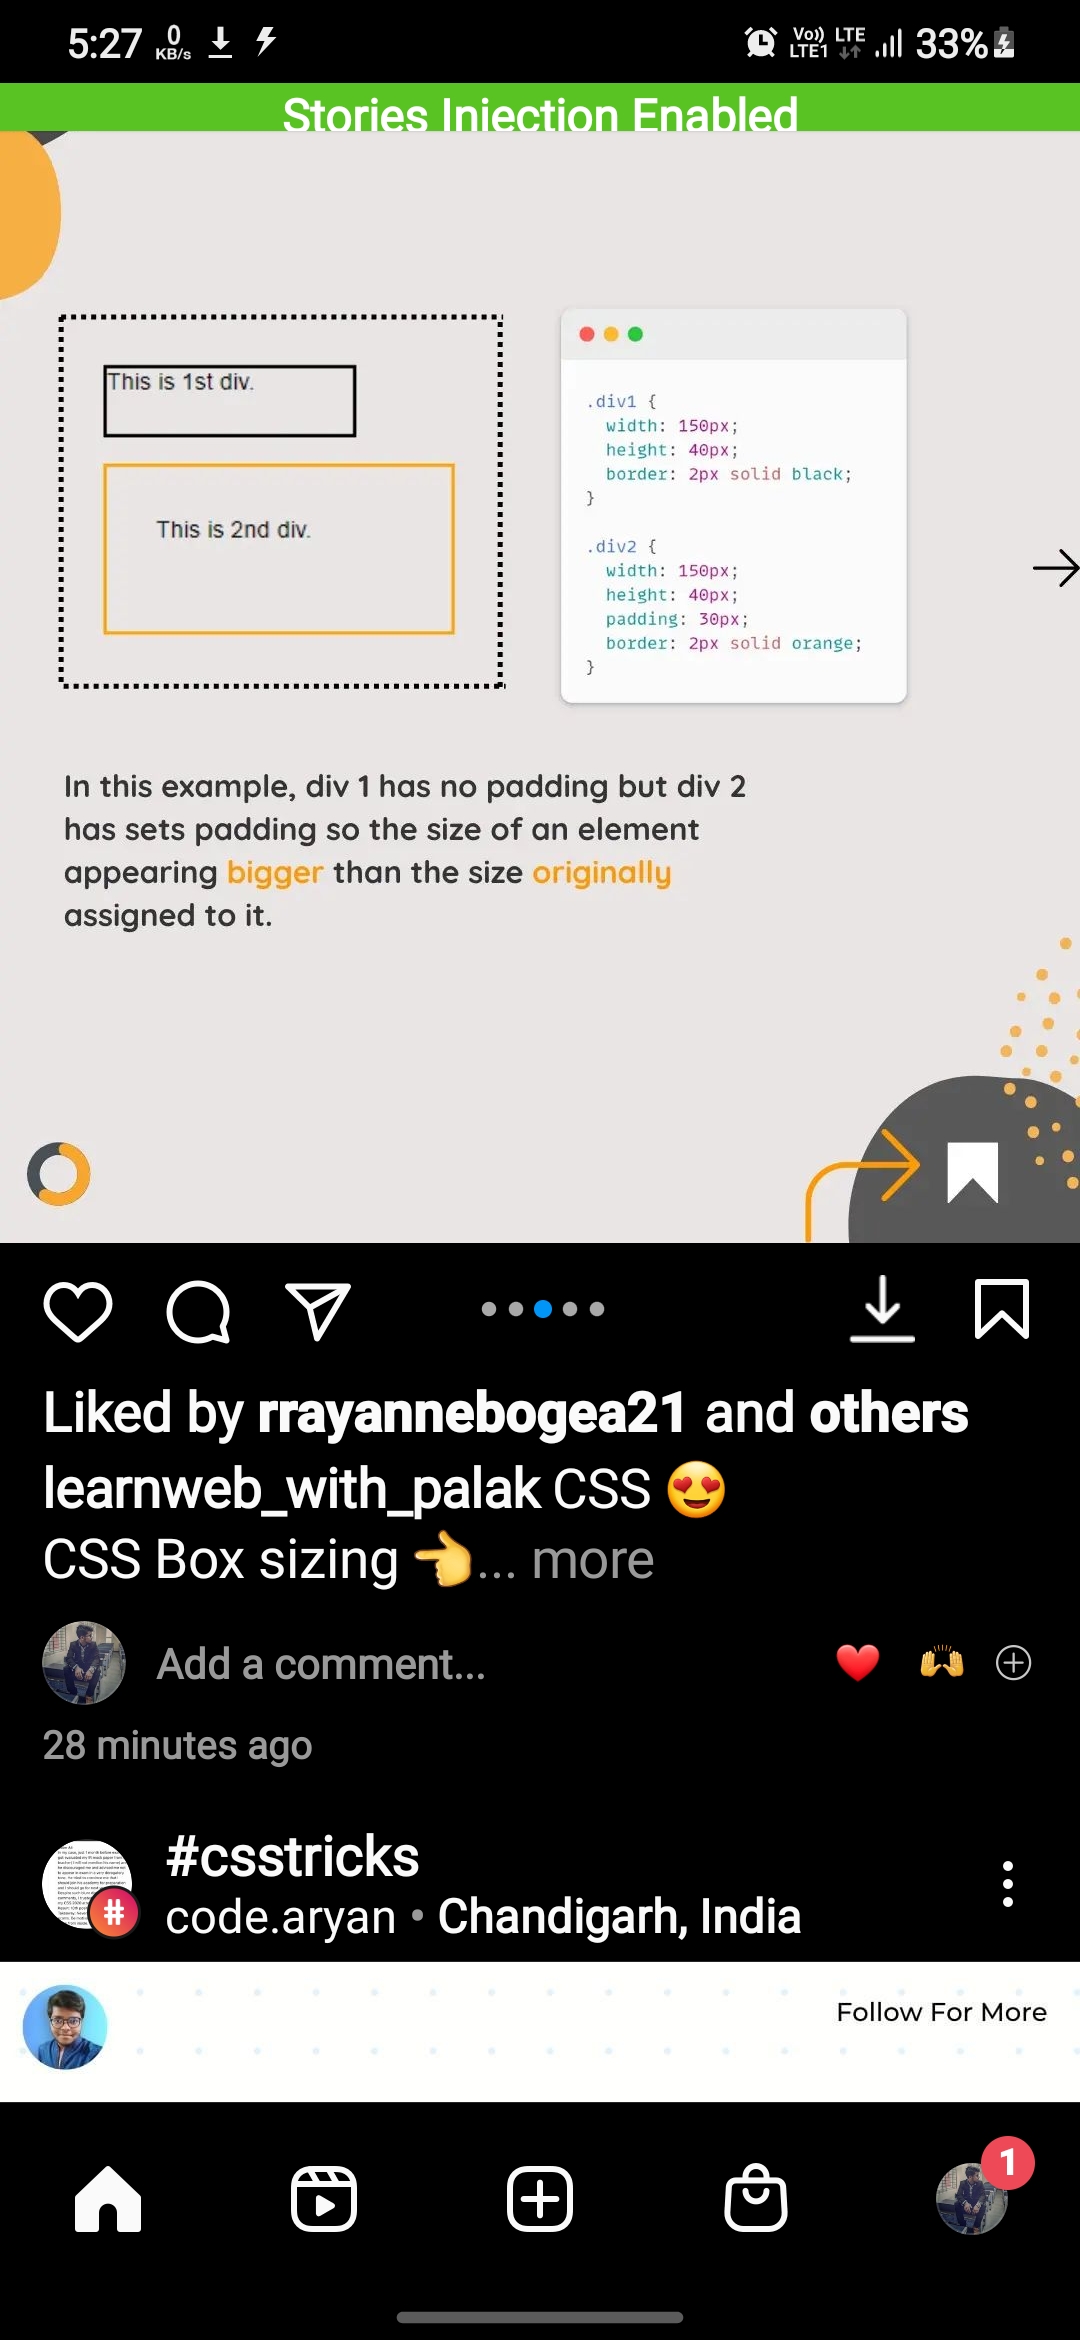 5:27 0 KB/s Vo)) LTE1 LTE 33%
Stories Injection Enabled
This is 1st div.
This is 2nd div.
.div1 {
width: 150px;
height: 40px;
border: 2px solid black;
}
.div2 {
width: 150px;
height: 40px;
padding: 30px;
border: 2px solid orange;
}
In this example, div 1 has no padding but div 2
has sets padding so the size of an element
appearing bigger than the size originally
assigned to it.
Liked by rrayannebogea21 and others
learnweb_with_palak CSS 😍
CSS Box sizing 👈... more
Add a comment...
28 minutes ago
#csstricks
#
code.aryan • Chandigarh, India
Follow For More
1